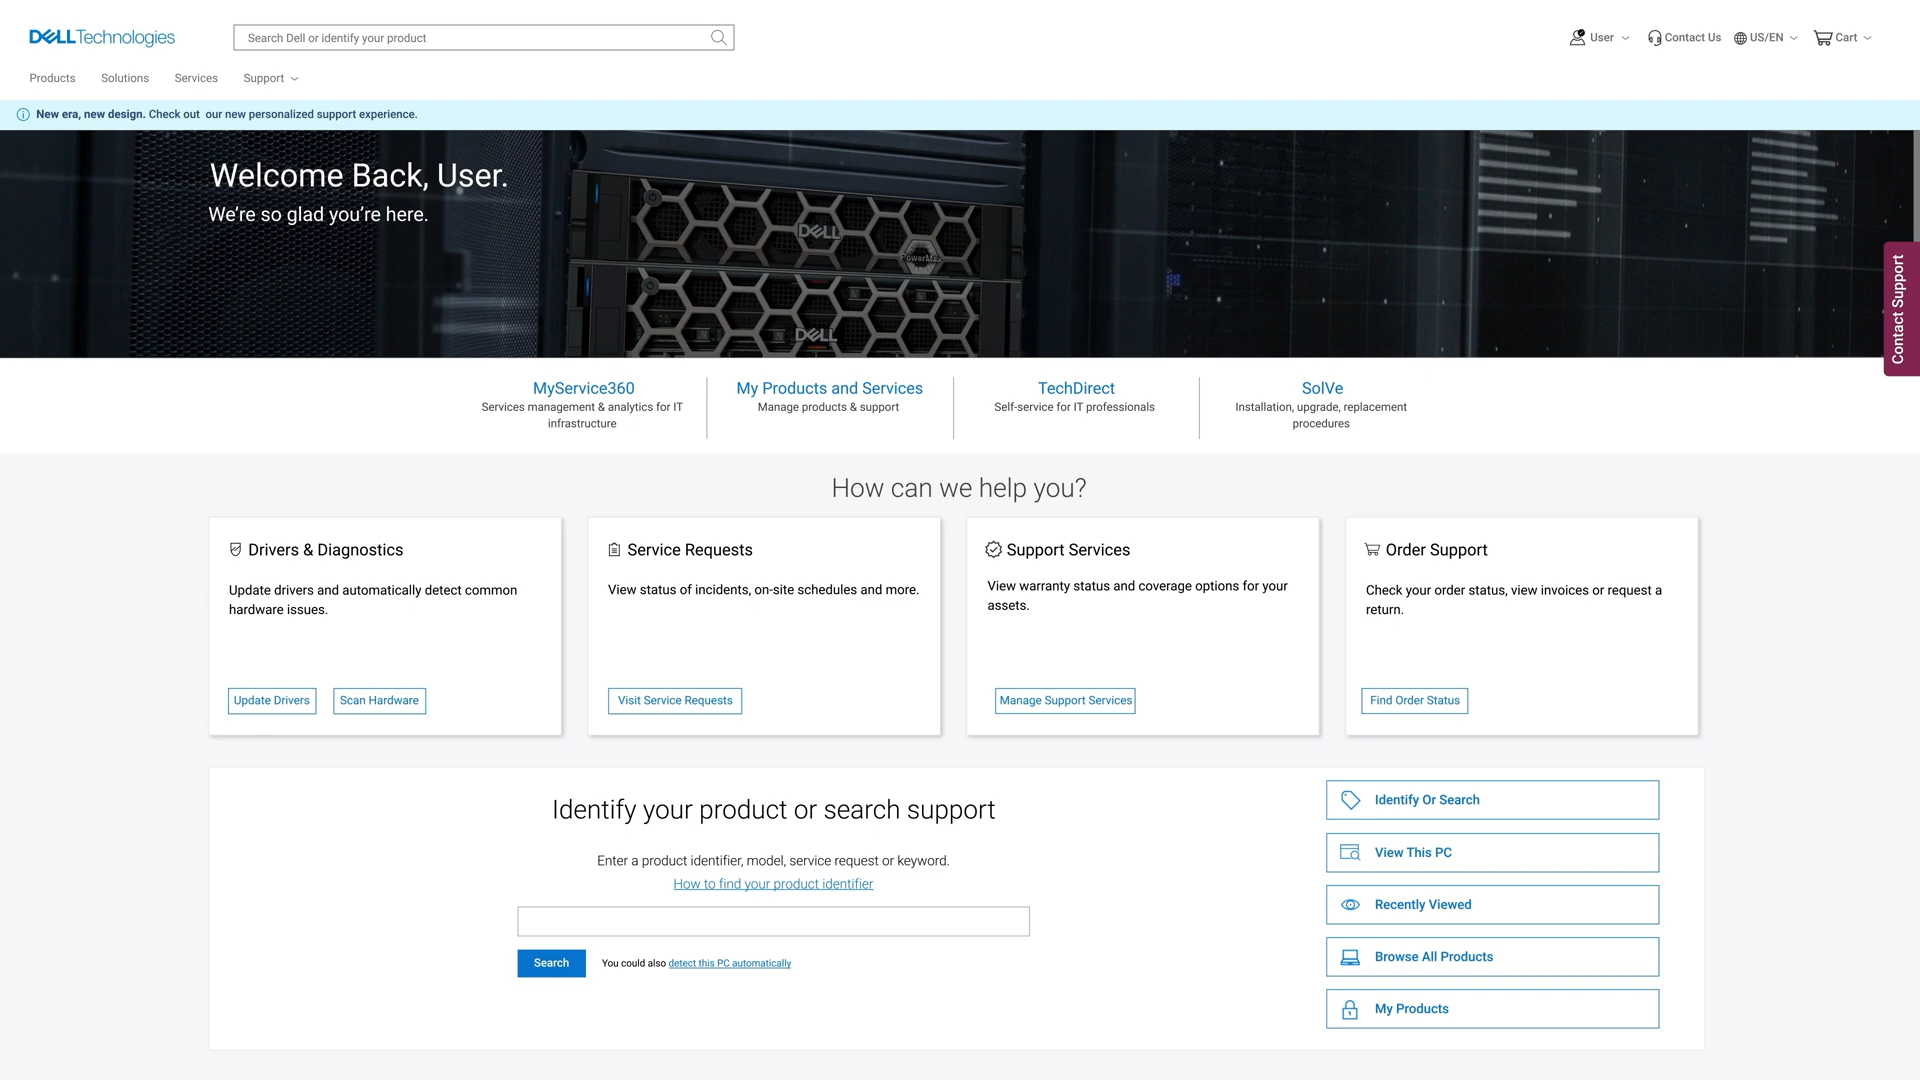 DELLTechnologies
Search Dell or identify your product
User
Contact Us
US/EN
Cart
Products
Solutions
Services
Support
New era, new design. Check out our new personalized support experience.
Welcome Back, User.
We're so glad you're here.
DELL
PowerMax
DELL
Contact Support
MyService360
Services management & analytics for IT
infrastructure
My Products and Services
Manage products & support
TechDirect
Self-service for IT professionals
SolVe
Installation, upgrade, replacement
procedures
How can we help you?
Drivers & Diagnostics
Update drivers and automatically detect common
hardware issues.
Update Drivers
Scan Hardware
Service Requests
View status of incidents, on-site schedules and more.
Visit Service Requests
Support Services
View warranty status and coverage options for your
assets.
Manage Support Services
Order Support
Check your order status, view invoices or request a
return.
Find Order Status
Identify your product or search support
Enter a product identifier, model, service request or keyword.
How to find your product identifier
Search
You could also detect this PC automatically
Identify Or Search
View This PC
Recently Viewed
Browse All Products
My Products